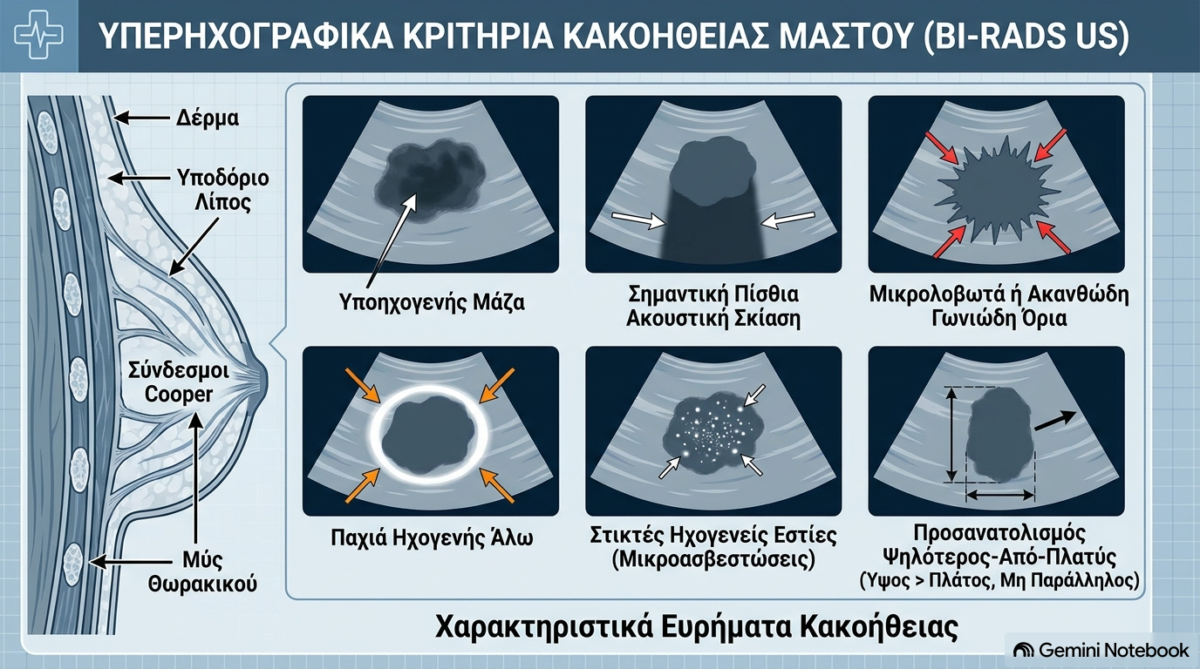 ΥΠΕΡΗΧΟΓΡΑΦΙΚΑ ΚΡΙΤΗΡΙΑ ΚΑΚΟΗΘΕΙΑΣ ΜΑΣΤΟΥ (BI-RADS US)
Δέρμα
Υποδόριο
Λίπος
Σύνδεσμοι
Cooper
Μύς
Θωρακικού
Υποηχογενής Μάζα
Σημαντική Πίσθια
Ακουστική Σκίαση
Μικρολοβωτά ή Ακανθώδη
Γωνιώδη Όρια
Παχιά Ηχογενής Άλω
Στικτές Ηχογενείς Εστίες
(Μικροασβεστώσεις)
Προσανατολισμός
Ψηλότερος-Από-Πλατύς
(Ύψος > Πλάτος, Μη Παράλληλος)
Χαρακτηριστικά Ευρήματα Κακοήθειας
Gemini Notebook